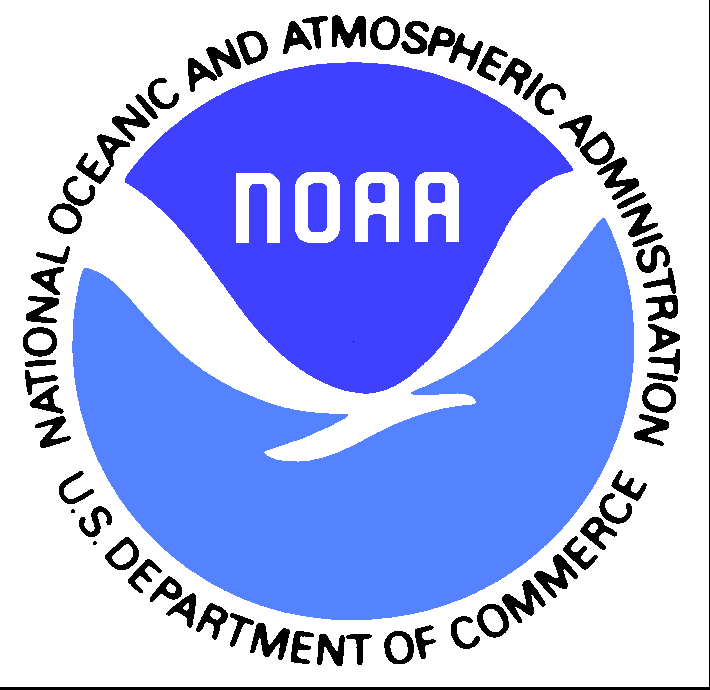 NATIONAL OCEANIC AND ATMOSPHERIC ADMINISTRATION
NOAA
U.S. DEPARTMENT OF COMMERCE